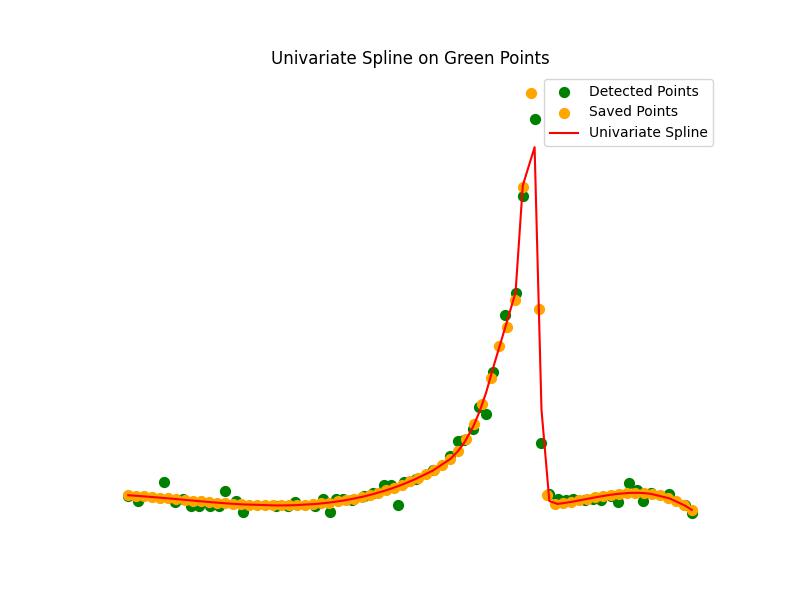 Univariate Spline on Green Points
Detected Points
Saved Points
Univariate Spline